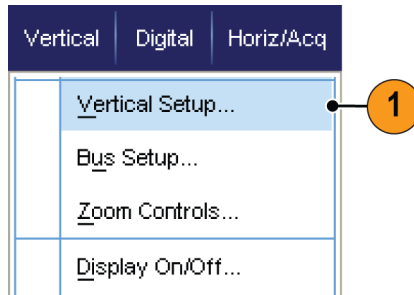 Vertical Digital Horiz/Acq
Vertical Setup...
1
Bus Setup...
Zoom Controls...
Display On/Off...